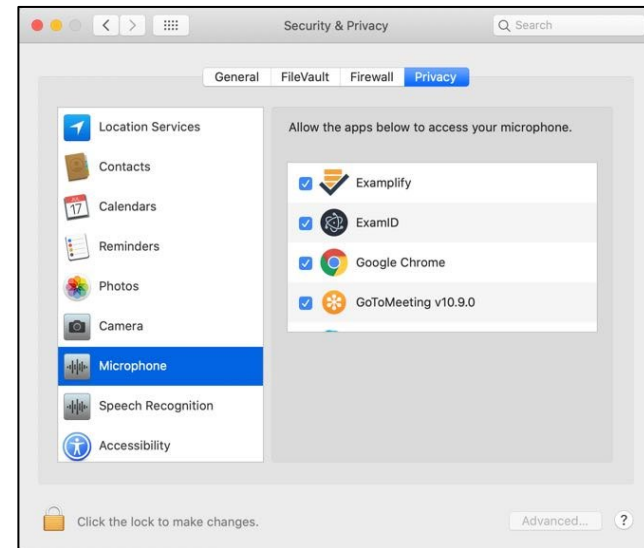 Security & Privacy
Search
General
FileVault
Firewall
Privacy
Location Services
Contacts
JUL
17
Calendars
Reminders
Photos
Camera
Microphone
Speech Recognition
Accessibility
Allow the apps below to access your microphone.
Examplify
ExamID
Google Chrome
GoToMeeting v10.9.0
Click the lock to make changes.
Advanced...
?